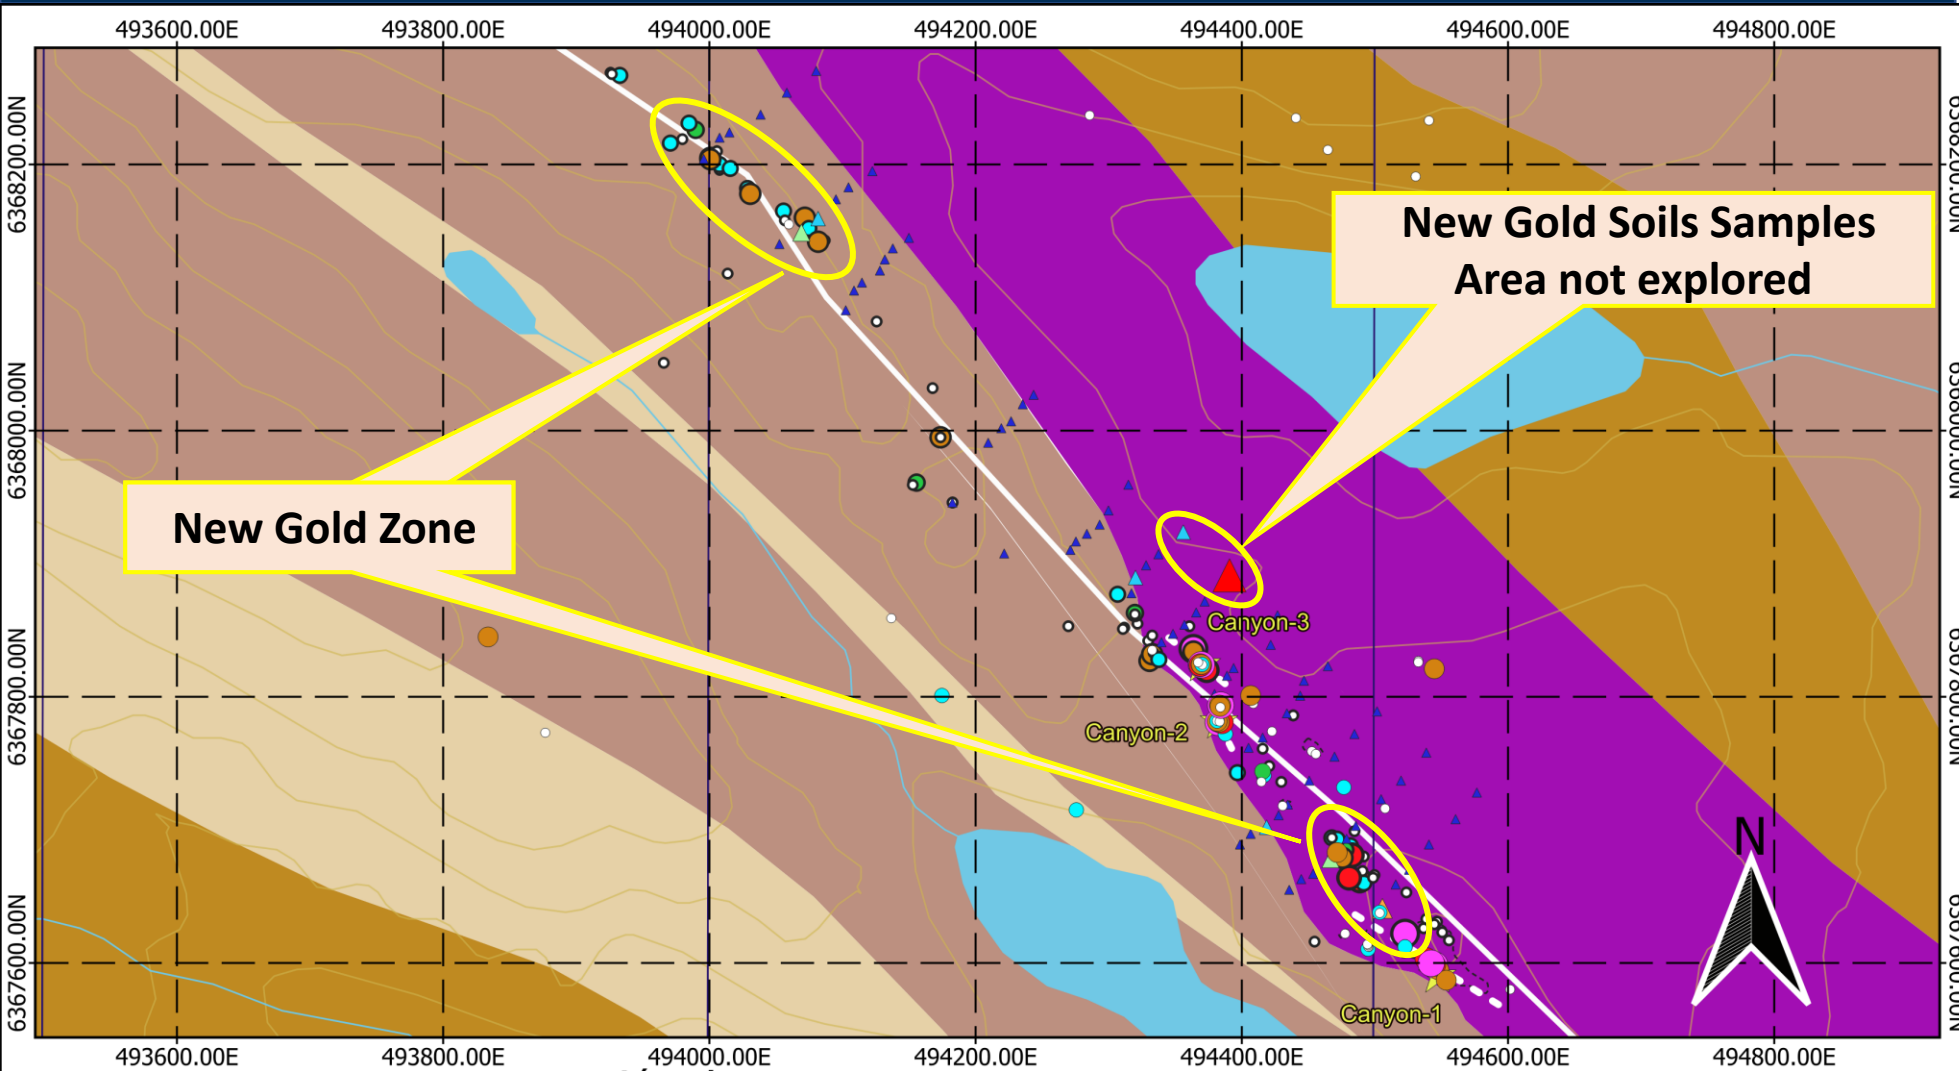 493600.00E 493800.00E 494000.00E 494200.00E 494400.00E 494600.00E 494800.00E
6368200.00N
New Gold Soils Samples
Area not explored
6368000.00N
New Gold Zone
Canyon-3
6367800.00N
Canyon-2
N
6367600.00N
Canyon-1
493600.00E 493800.00E 494000.00E 494200.00E 494400.00E 494600.00E 494800.00E